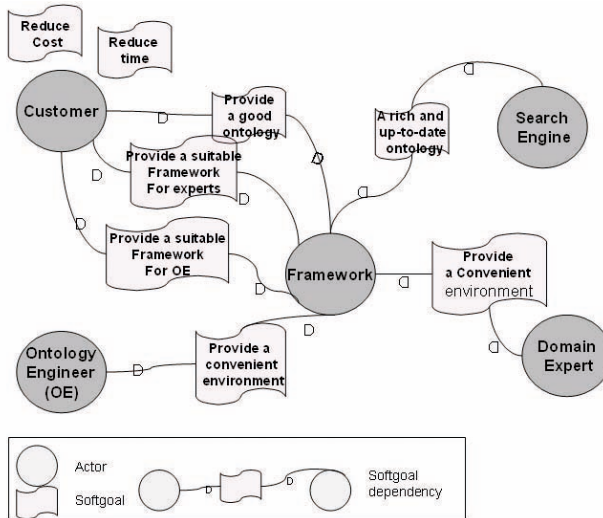 Reduce
Cost
Reduce
time
Customer
D
Provide
a good
ontology
D
A rich and
up-to-date
ontology
D
D
Search
Engine
D
Provide a suitable
Framework
For experts
D
D
Provide a suitable
Framework
For OE
D
Framework
D
Provide
a Convenient
environment
D
Domain
Expert
Ontology
Engineer
(OE)
D
Provide a
convenient
environment
D
Actor
Softgoal
D
D
Softgoal
dependency